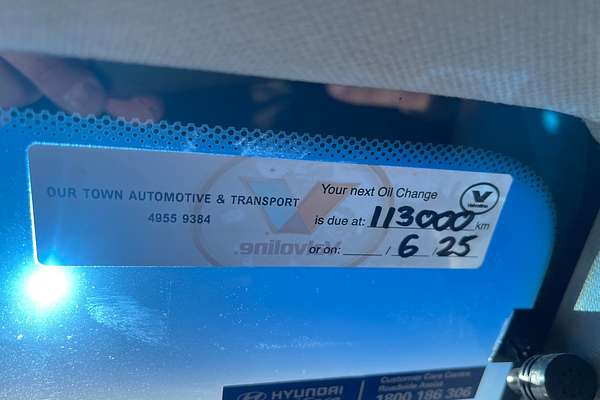 OUR TOWN AUTOMOTIVE & TRANSPORT
4955 9384
Your next Oil Change
is due at: 113000 km
or on: / 6 / 25
Valvoline
Valvoline.
HYUNDAI
Customer Care Centre,
Roadside Assist
1800 186 306